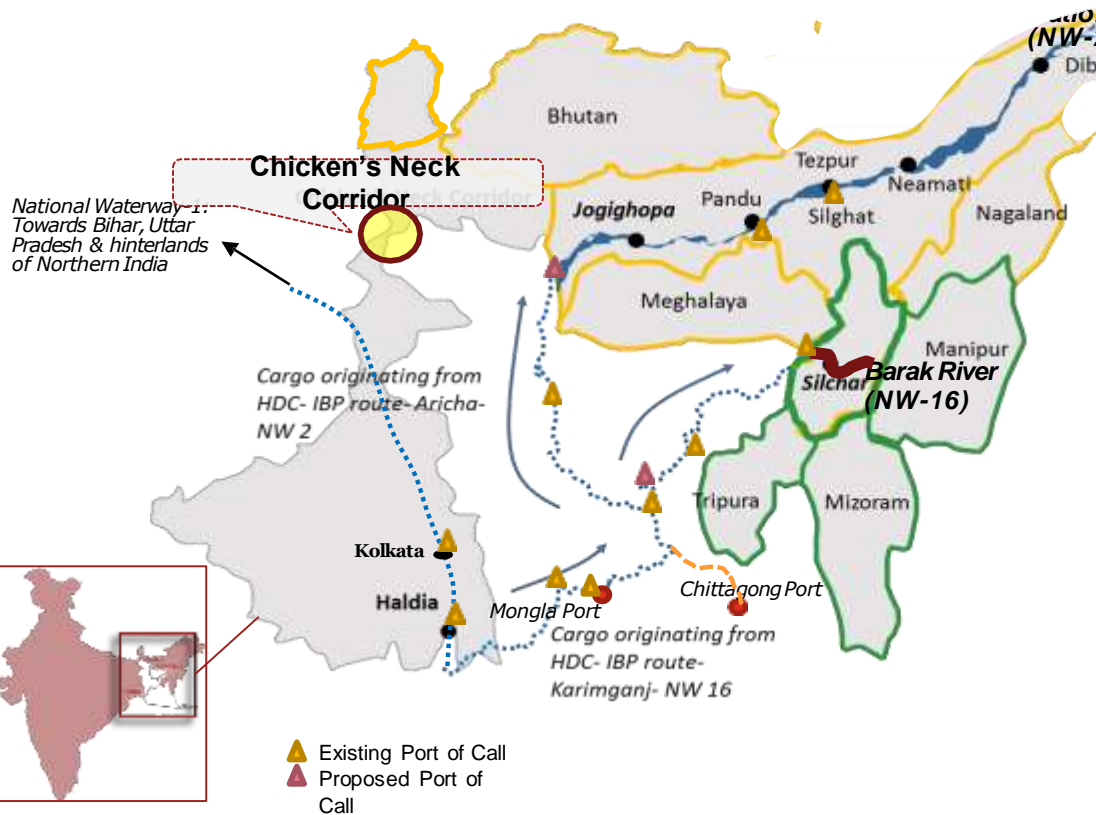 (NW-
Dib
Bhutan
Chicken's Neck
Corridor
Tezpur
Neamati
National Waterway-1:
Towards Bihar, Uttar
Pradesh & hinterlands
of Northern India
Jogighopa
Pandu
Silghat
Nagaland
Meghalaya
Manipur
Silchar
Barak River
(NW-16)
Cargo originating from
HDC- IBP route- Aricha-
NW 2
Tripura
Mizoram
Kolkata
Haldia
Mongla Port
Chittagong Port
Cargo originating from
HDC- IBP route-
Karimganj- NW 16
Existing Port of Call
Proposed Port of
Call